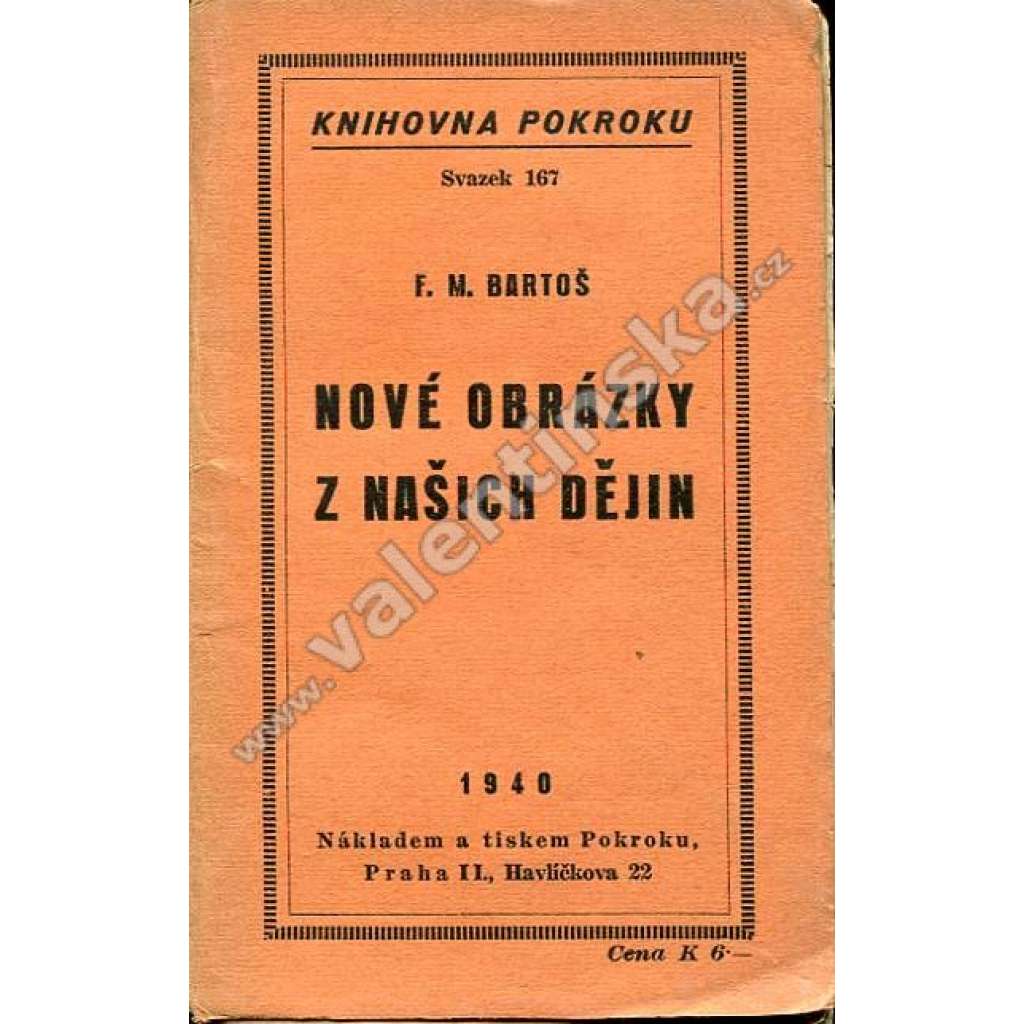 KNIHOVNA POKROKU
Svazek 167
F. M. BARTOŠ
NOVÉ OBRÁZKY
Z NAŠICH DĚJIN
1940
Nákladem a tiskem Pokroku,
Praha II., Havlíčkova 22
Cena K 6·—
www.valentinska.cz